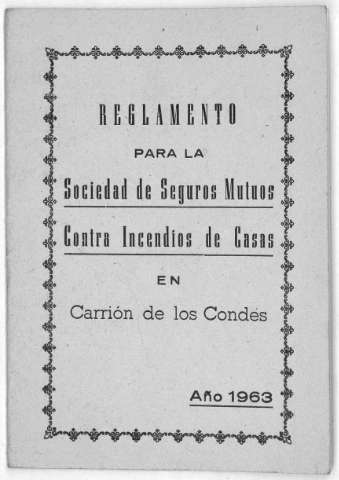 REGLAMENTO
PARA LA
Sociedad de Seguros Mutuos
Contra Incendios de Casas
EN
Carrión de los Condes
Año 1963